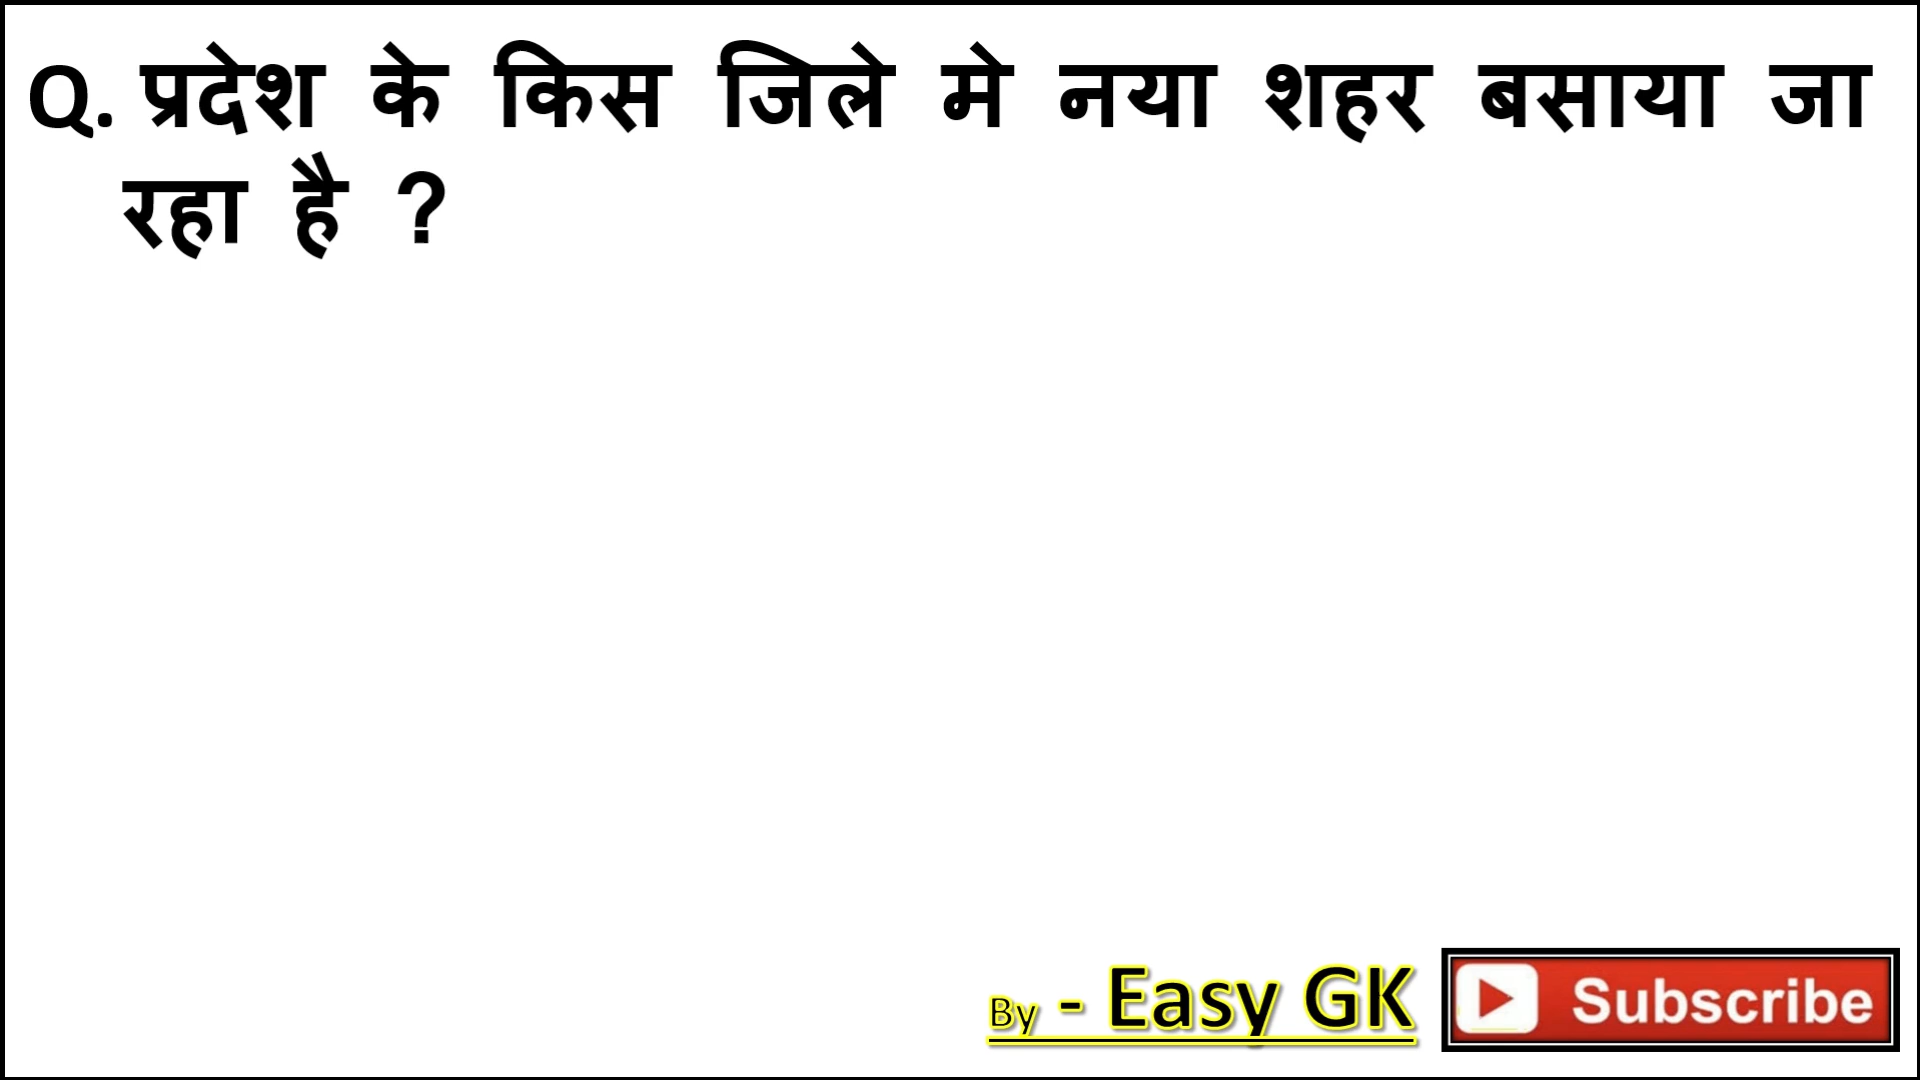 Q. प्रदेश के किस जिले मे नया शहर बसाया जा
रहा है ?
By - Easy GK
Subscribe